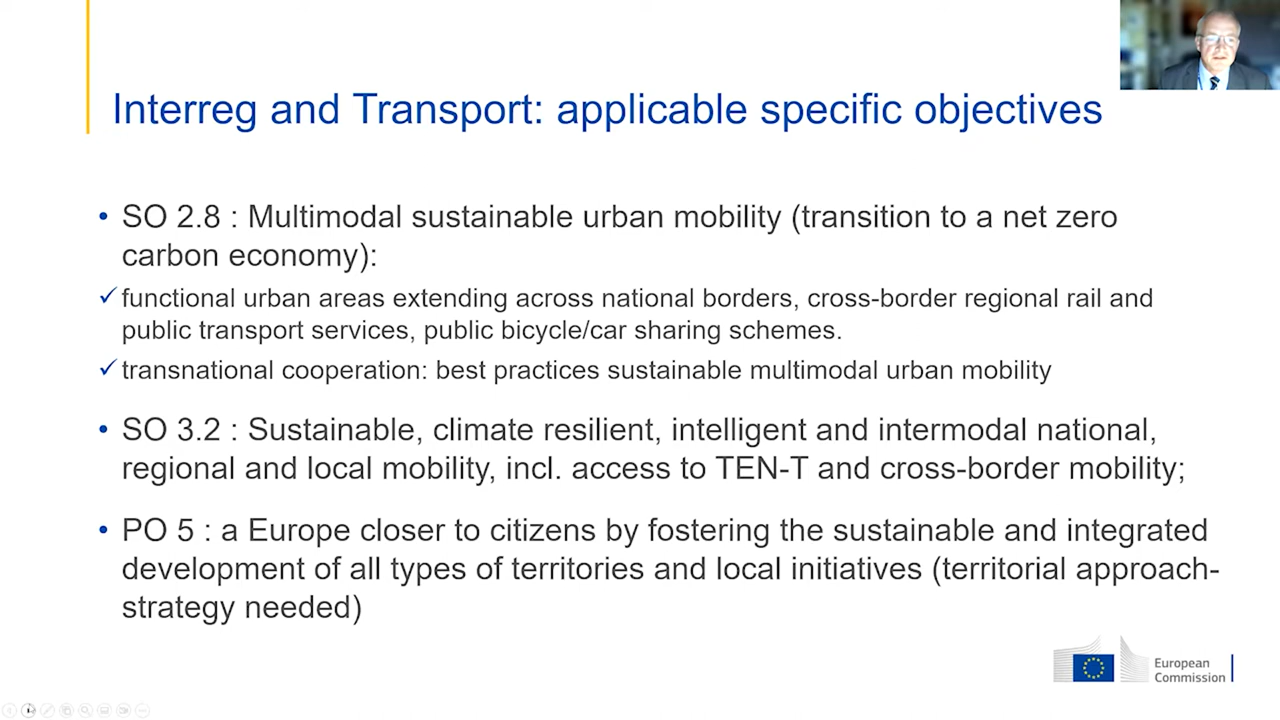 Interreg and Transport: applicable specific objectives
• SO 2.8 : Multimodal sustainable urban mobility (transition to a net zero
carbon economy):
✓ functional urban areas extending across national borders, cross-border regional rail and
public transport services, public bicycle/car sharing schemes.
✓ transnational cooperation: best practices sustainable multimodal urban mobility
• SO 3.2 : Sustainable, climate resilient, intelligent and intermodal national,
regional and local mobility, incl. access to TEN-T and cross-border mobility;
• PO 5 : a Europe closer to citizens by fostering the sustainable and integrated
development of all types of territories and local initiatives (territorial approach-
strategy needed)
European
Commission